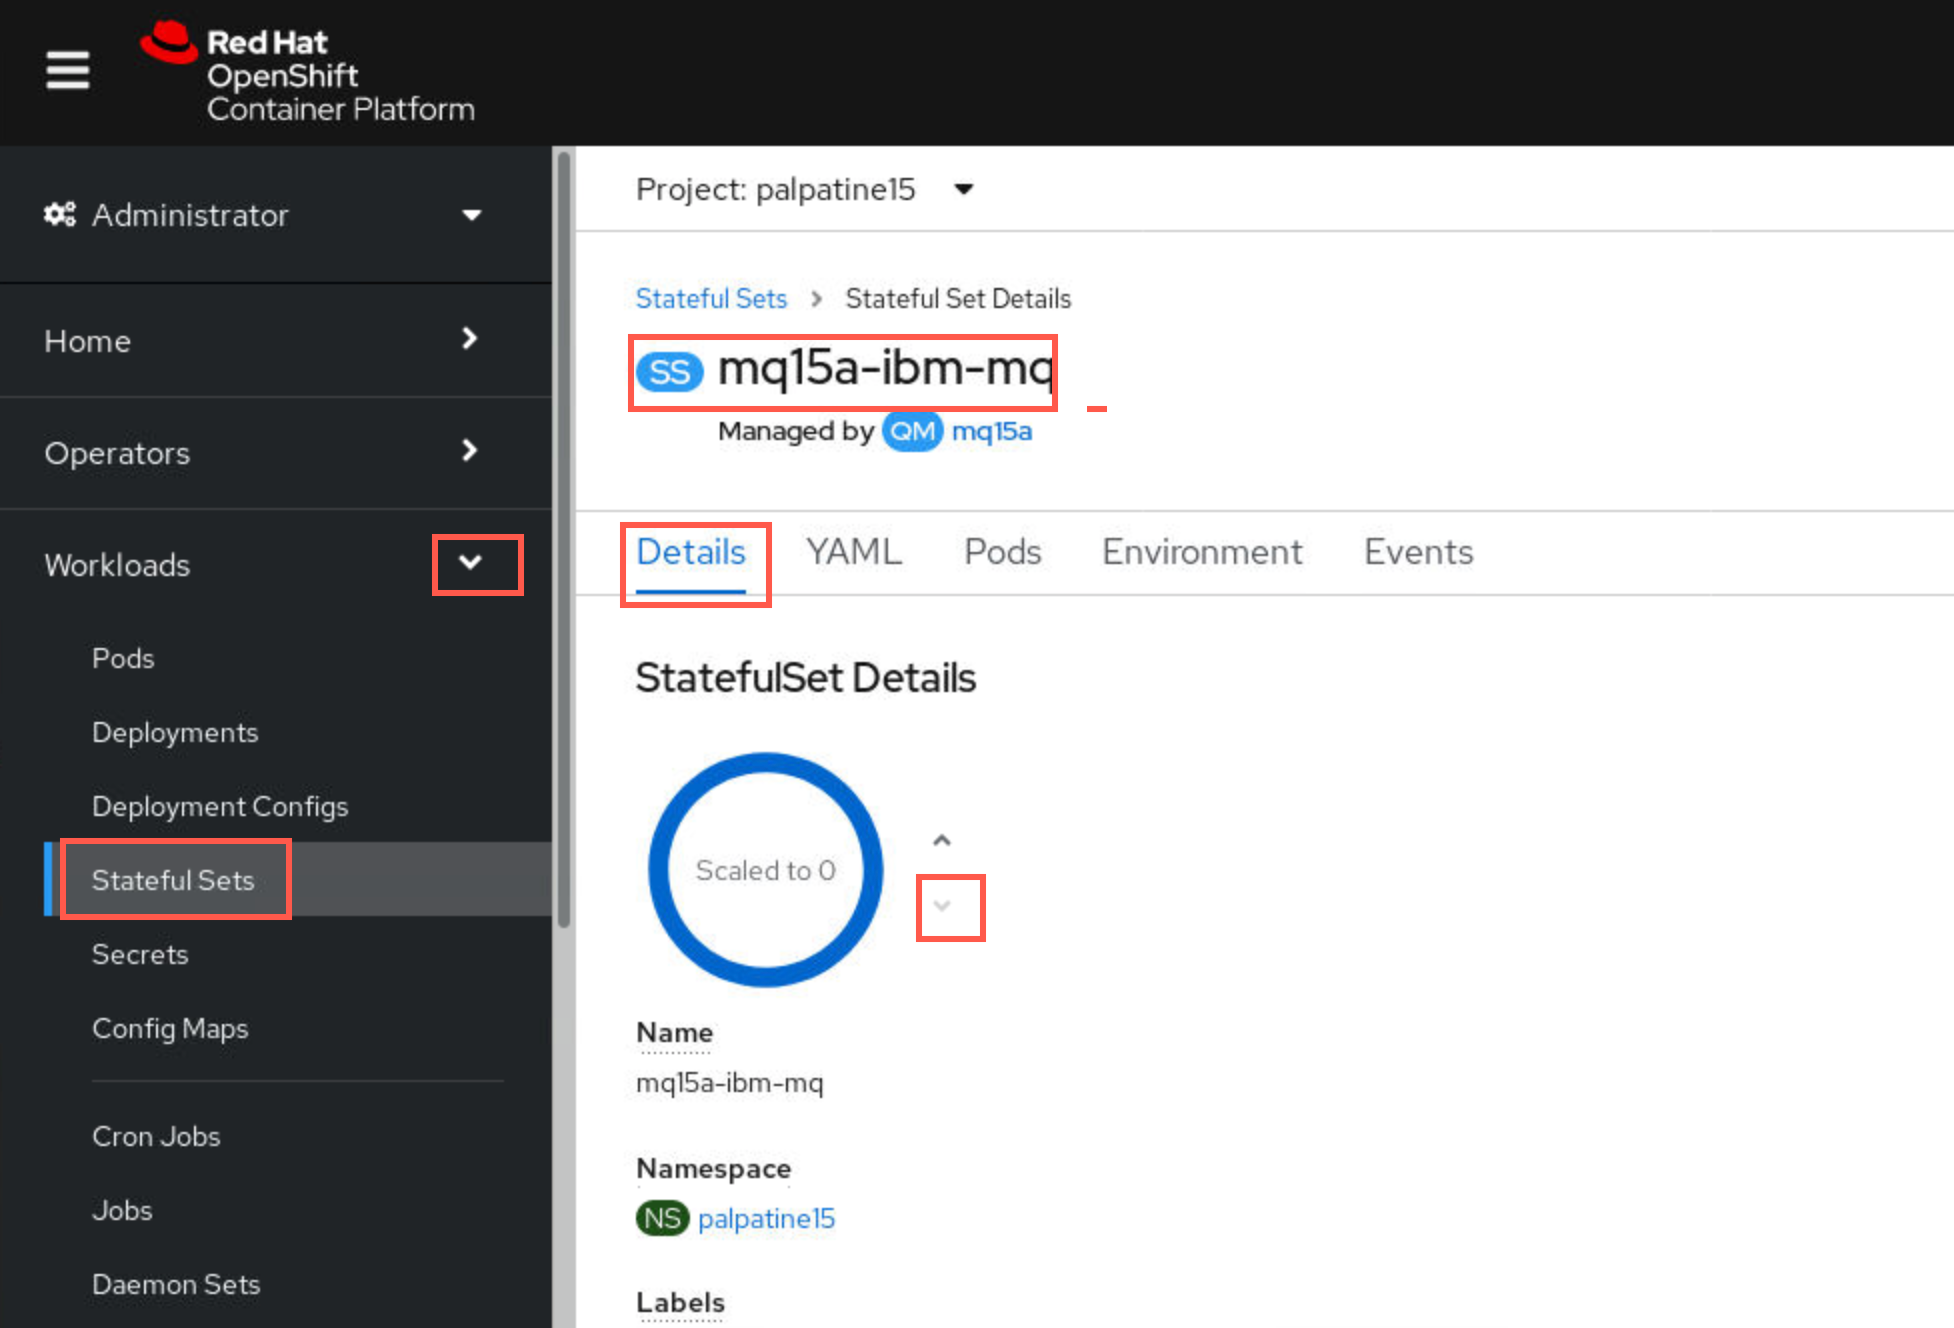 Red Hat
OpenShift
Container Platform
Administrator
Home
Operators
Workloads
Pods
Deployments
Deployment Configs
Stateful Sets
Secrets
Config Maps
Cron Jobs
Jobs
Daemon Sets
Project: palpatine15
Stateful Sets > Stateful Set Details
SS mq15a-ibm-mq
Managed by QM mq15a
Details YAML Pods Environment Events
StatefulSet Details
Scaled to 0
Name
mq15a-ibm-mq
Namespace
NS palpatine15
Labels